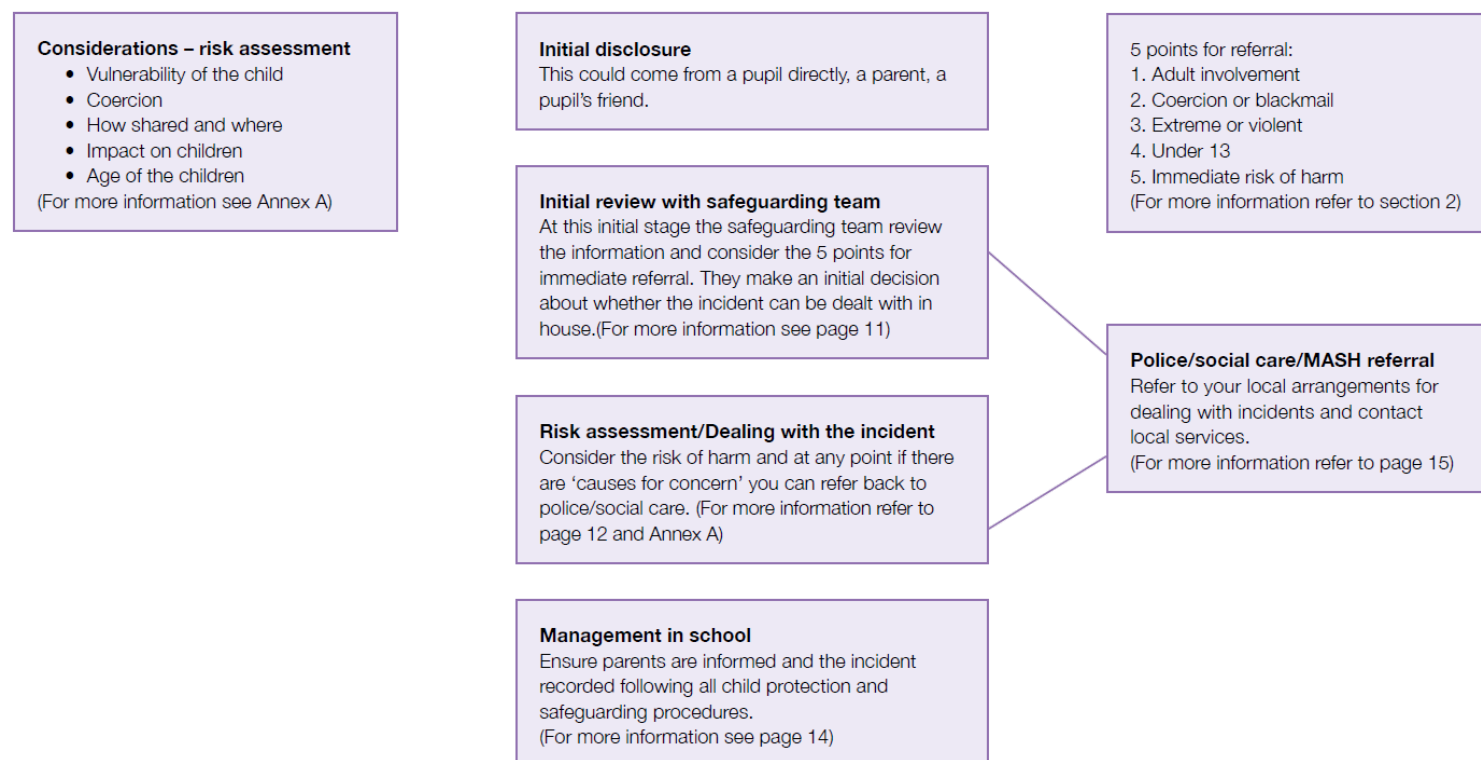 Considerations – risk assessment
• Vulnerability of the child
• Coercion
• How shared and where
• Impact on children
• Age of the children
(For more information see Annex A)
Initial disclosure
This could come from a pupil directly, a parent, a
pupil’s friend.
Initial review with safeguarding team
At this initial stage the safeguarding team review
the information and consider the 5 points for
immediate referral. They make an initial decision
about whether the incident can be dealt with in
house.(For more information see page 11)
Risk assessment/Dealing with the incident
Consider the risk of harm and at any point if there
are ‘causes for concern’ you can refer back to
police/social care. (For more information refer to
page 12 and Annex A)
Management in school
Ensure parents are informed and the incident
recorded following all child protection and
safeguarding procedures.
(For more information see page 14)
5 points for referral:
1. Adult involvement
2. Coercion or blackmail
3. Extreme or violent
4. Under 13
5. Immediate risk of harm
(For more information refer to section 2)
Police/social care/MASH referral
Refer to your local arrangements for
dealing with incidents and contact
local services.
(For more information refer to page 15)